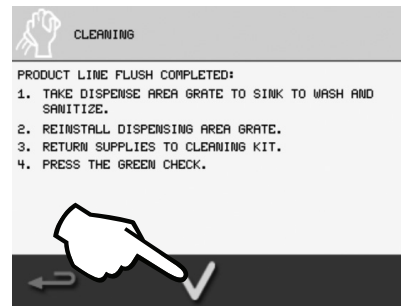 CLEANING
PRODUCT LINE FLUSH COMPLETED:
1. TAKE DISPENSE AREA GRATE TO SINK TO WASH AND
SANITIZE.
2. REINSTALL DISPENSING AREA GRATE.
3. RETURN SUPPLIES TO CLEANING KIT.
4. PRESS THE GREEN CHECK.